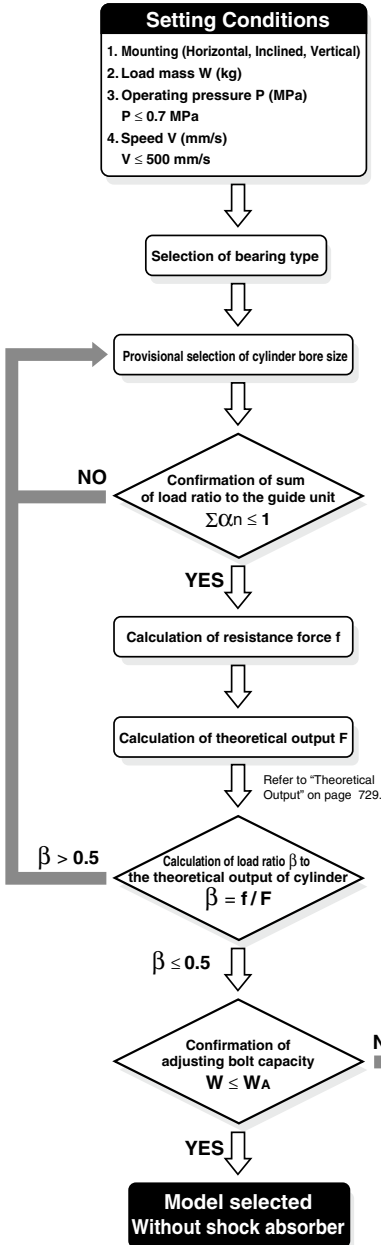 Setting Conditions
1. Mounting (Horizontal, Inclined, Vertical)
2. Load mass W (kg)
3. Operating pressure P (MPa)
P ≤ 0.7 MPa
4. Speed V (mm/s)
V ≤ 500 mm/s
Selection of bearing type
Provisional selection of cylinder bore size
NO
Confirmation of sum
of load ratio to the guide unit
Σαn ≤ 1
YES
Calculation of resistance force f
Calculation of theoretical output F
Refer to “Theoretical
Output” on page 729.
β > 0.5
Calculation of load ratio β to
the theoretical output of cylinder
β = f / F
β ≤ 0.5
Confirmation of
adjusting bolt capacity
W ≤ WA
YES
Model selected
Without shock absorber